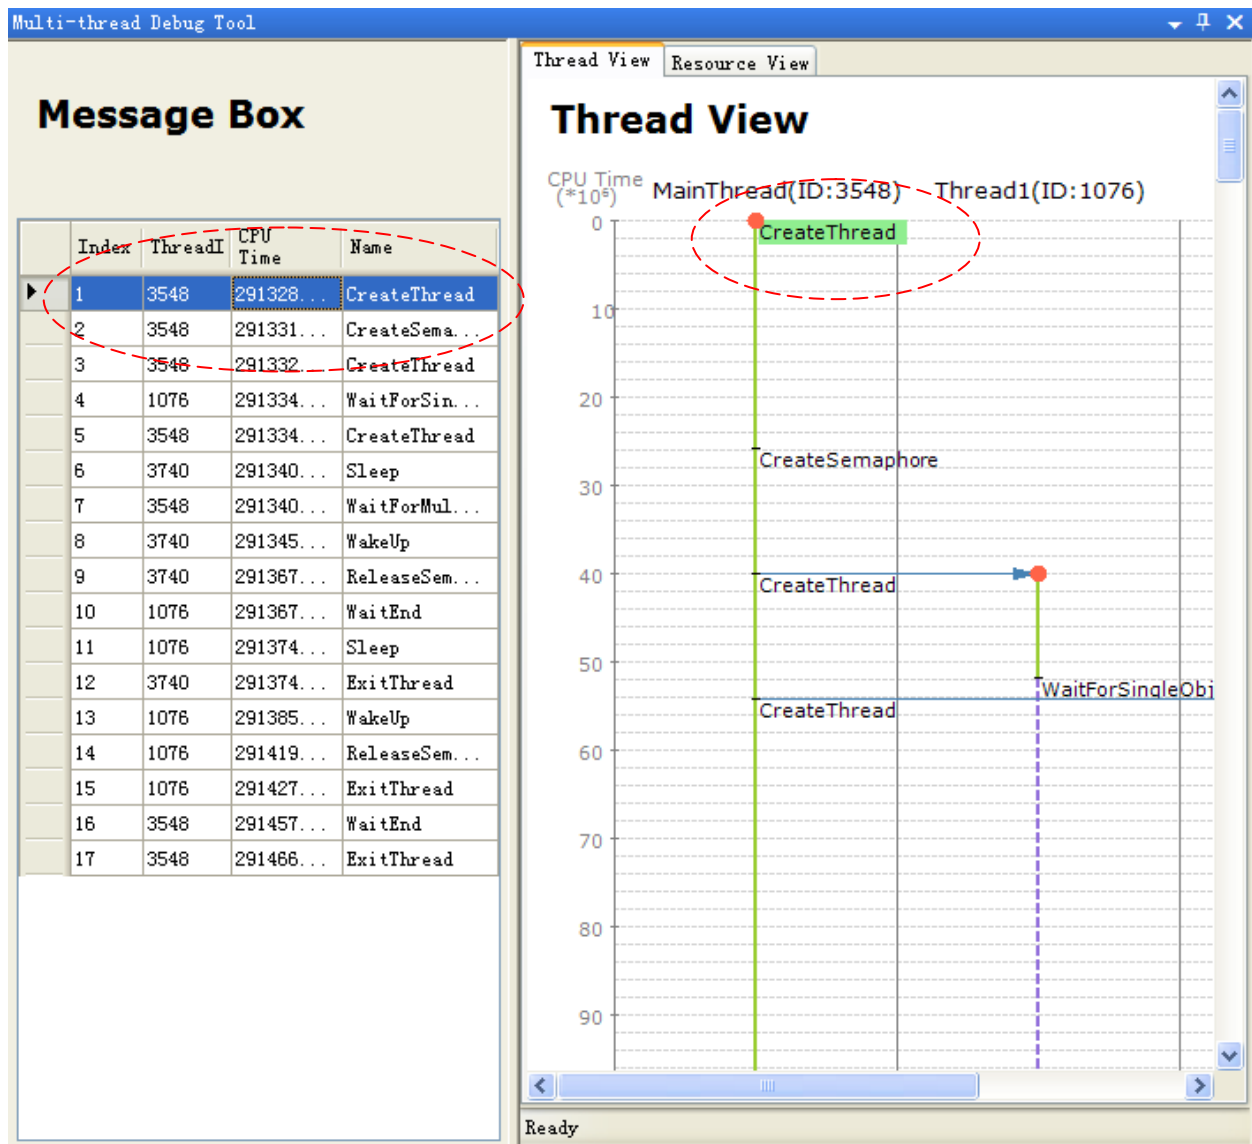 Multi-thread Debug Tool
Message Box
Index ThreadI CPU Time Name
1 3548 291328... CreateThread
2 3548 291331... CreateSema...
3 3548 291332... CreateThread
4 1076 291334... WaitForSin...
5 3548 291334... CreateThread
6 3740 291340... Sleep
7 3548 291340... WaitForMul...
8 3740 291345... WakeUp
9 3740 291367... ReleaseSem...
10 1076 291367... WaitEnd
11 1076 291374... Sleep
12 3740 291374... ExitThread
13 1076 291385... WakeUp
14 1076 291419... ReleaseSem...
15 1076 291427... ExitThread
16 3548 291457... WaitEnd
17 3548 291466... ExitThread
Thread View Resource View
Thread View
CPU Time
(*10⁶)
MainThread(ID:3548) Thread1(ID:1076)
0
CreateThread
10
20
CreateSemaphore
30
40
CreateThread
50
WaitForSingleObj
CreateThread
60
70
80
90
Ready